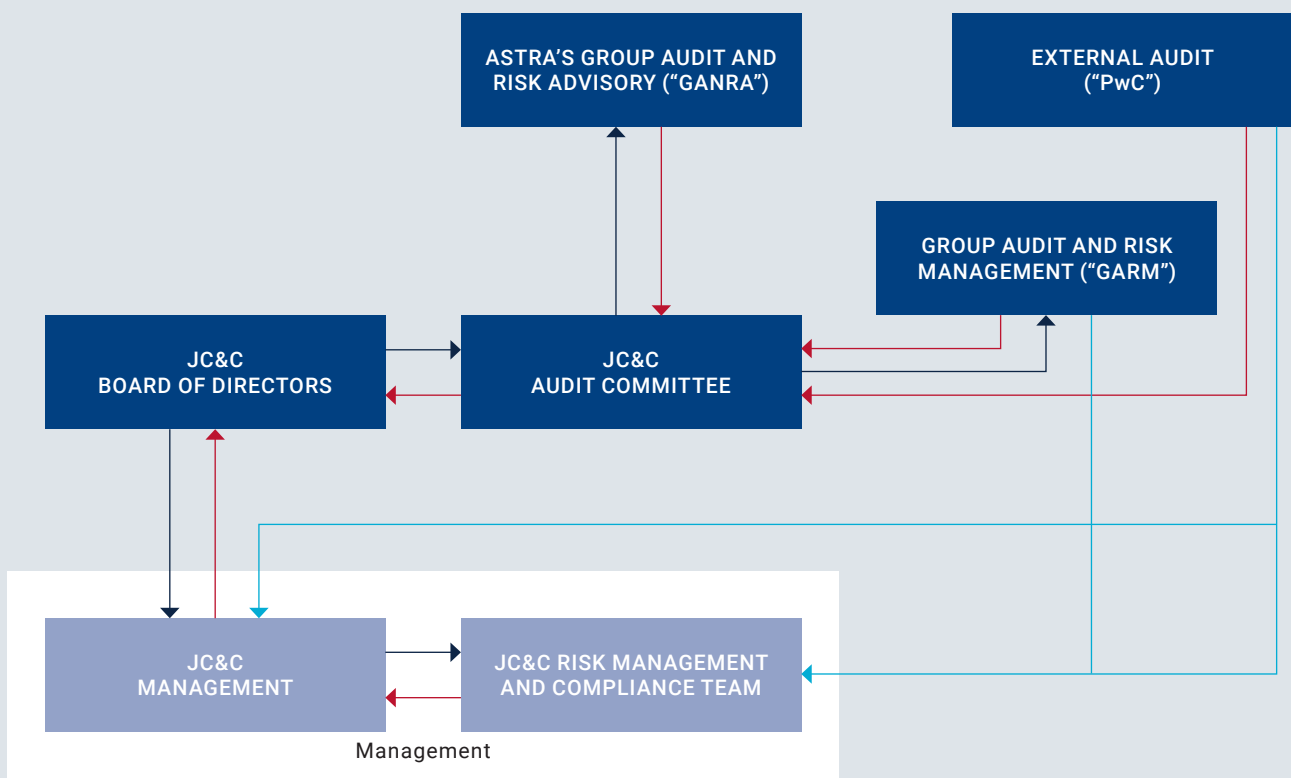 ASTRA’S GROUP AUDIT AND
RISK ADVISORY (“GANRA”)
EXTERNAL AUDIT
(“PwC”)
GROUP AUDIT AND RISK
MANAGEMENT (“GARM”)
JC&C
BOARD OF DIRECTORS
JC&C
AUDIT COMMITTEE
JC&C
MANAGEMENT
JC&C RISK MANAGEMENT
AND COMPLIANCE TEAM
Management